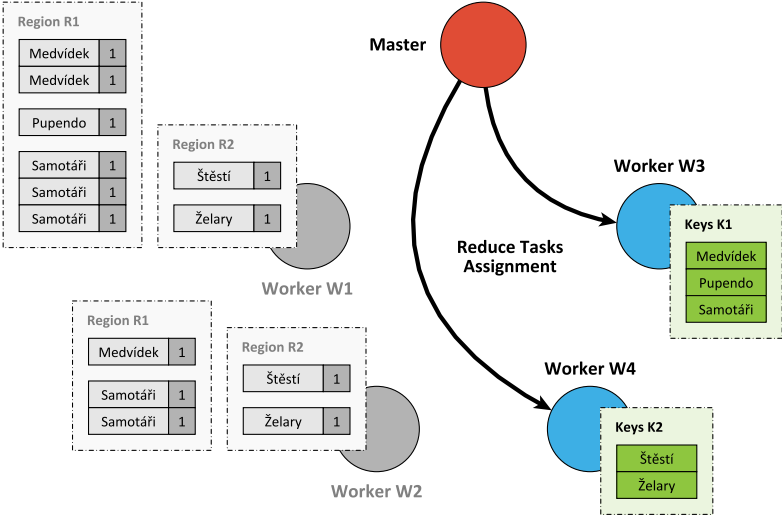 Region R1
Medvídek 1
Medvídek 1
Pupendo 1
Samotáři 1
Samotáři 1
Samotáři 1
Region R2
Štěstí 1
Želary 1
Worker W1
Region R1
Medvídek 1
Samotáři 1
Samotáři 1
Region R2
Štěstí 1
Želary 1
Worker W2
Master
Reduce Tasks
Assignment
Worker W3
Keys K1
Medvídek
Pupendo
Samotáři
Worker W4
Keys K2
Štěstí
Želary